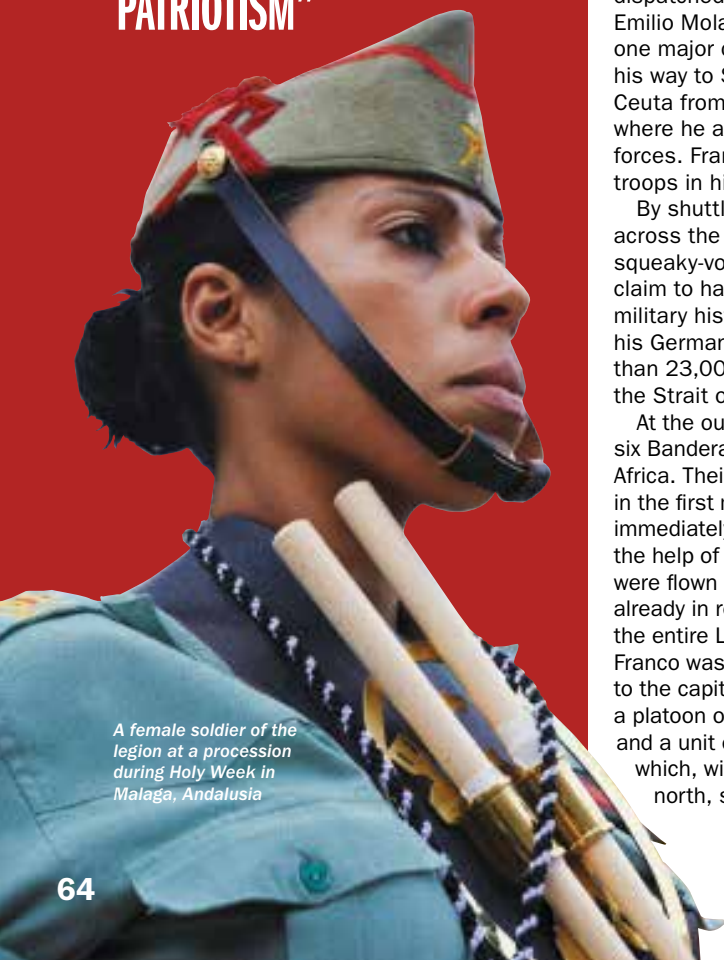 PATRIOTISM”
A female soldier of the
legion at a procession
during Holy Week in
Malaga, Andalusia
64
dispatched
Emilio Mola
one major
his way to S
Ceuta from
where he a
forces. Fran
troops in hi
By shuttl
across the
squeaky-vo
claim to ha
military his
his German
than 23,00
the Strait o
At the ou
six Bandera
Africa. Thei
in the first
immediately
the help of
were flown
already in re
the entire L
Franco was
to the capit
a platoon o
and a unit
which, wi
north, s